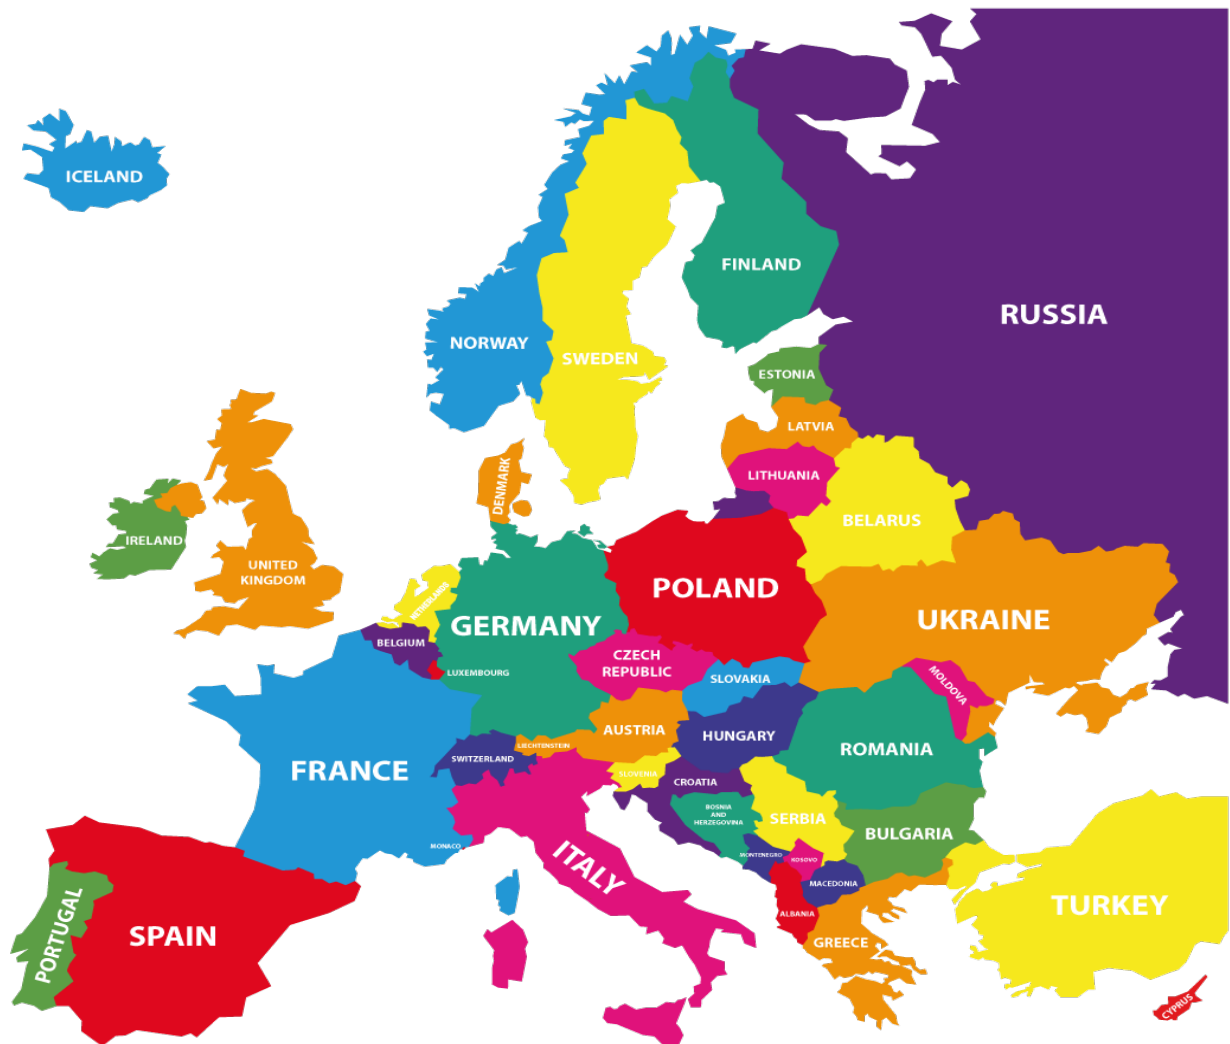 ICELAND
FINLAND
RUSSIA
NORWAY
SWEDEN
ESTONIA
LATVIA
LITHUANIA
DENMARK
BELARUS
IRELAND
UNITED
KINGDOM
NETHERLANDS
POLAND
UKRAINE
GERMANY
BELGIUM
LUXEMBOURG
CZECH
REPUBLIC
SLOVAKIA
MOLDOVA
AUSTRIA
HUNGARY
LIECHTENSTEIN
SWITZERLAND
ROMANIA
FRANCE
SLOVENIA
CROATIA
BOSNIA
AND
HERZEGOVINA
SERBIA
BULGARIA
MONACO
ITALY
MONTENEGRO
KOSOVO
MACEDONIA
TURKEY
ALBANIA
PORTUGAL
SPAIN
GREECE
CYPRUS